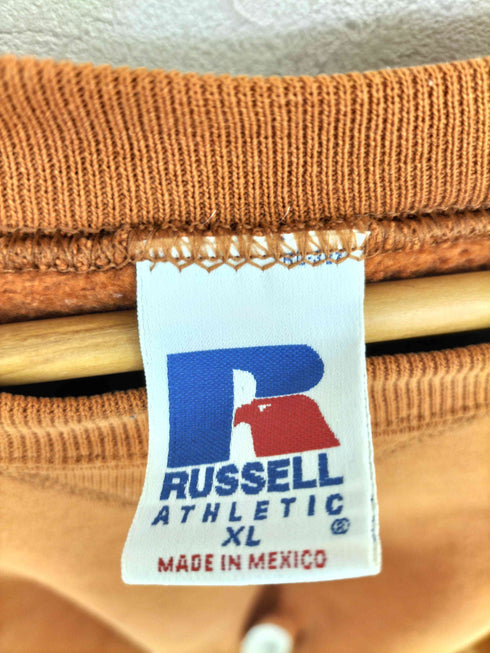 RUSSELL
ATHLETIC
XL ®
MADE IN MEXICO